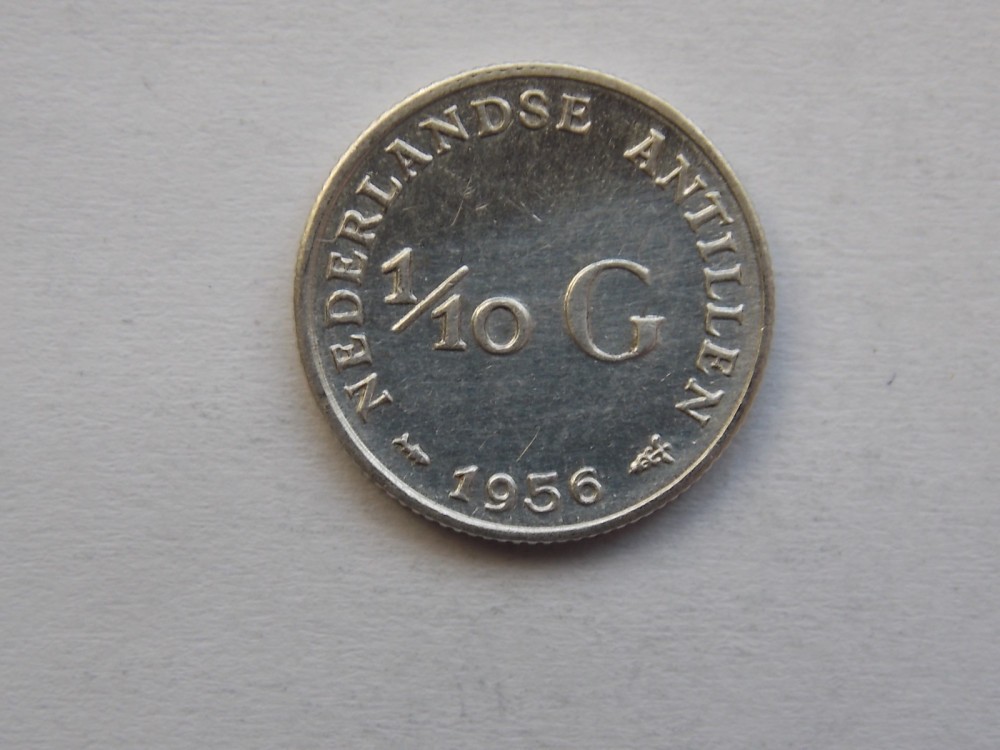 NEDERLANDSE ANTILLEN
1/10 G
1956